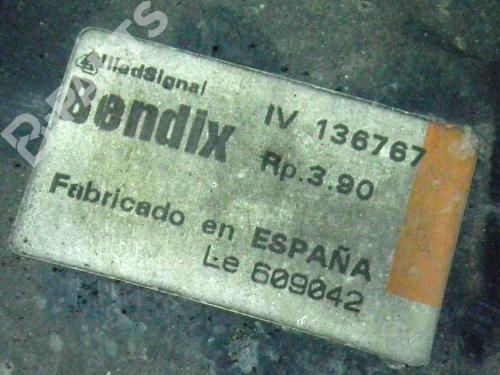 AlliedSignal
Bendix
IV 136767
Rp.3.90
Fabricado en ESPAÑA
Le 609042